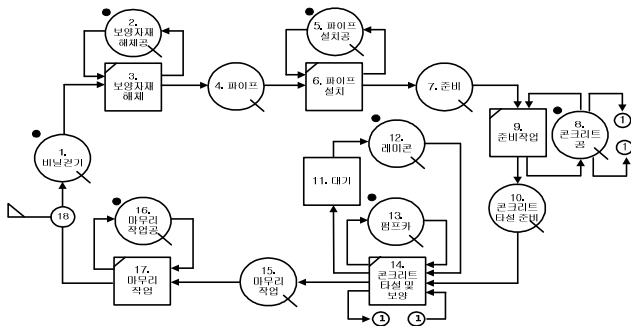 2.
보양자재
해체공
3.
보양자재
해체
4. 파이프
5. 파이프
설치공
6. 파이프
설치
7. 준비
8.
콘크리트
공
1
1
9.
준비작업
10.
콘크리트
타설 준비
1.
비닐걷기
18
16.
마무리
작업공
17.
마무리
작업
15.
마무리
작업
11. 대기
12.
레미콘
13.
펌프카
14.
콘크리트
타설 및
보양
1
1